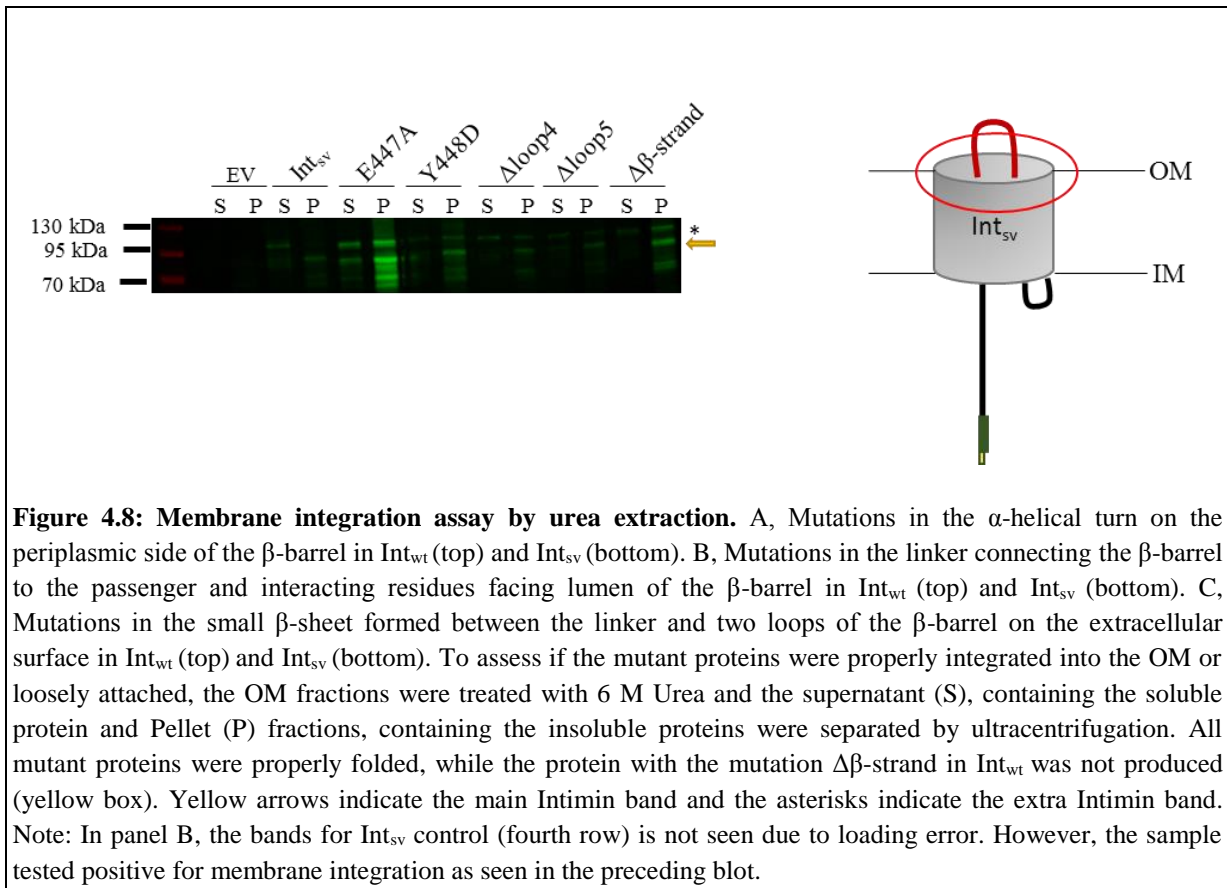 EV Int_sv E447A Y448D Δloop4 Δloop5 Δβ-strand
S P S P S P S P S P S P S P
130 kDa
95 kDa
70 kDa
*
OM
Int_sv
IM
Figure 4.8: Membrane integration assay by urea extraction. A, Mutations in the α-helical turn on the
periplasmic side of the β-barrel in Int_wt (top) and Int_sv (bottom). B, Mutations in the linker connecting the β-barrel
to the passenger and interacting residues facing lumen of the β-barrel in Int_wt (top) and Int_sv (bottom). C,
Mutations in the small β-sheet formed between the linker and two loops of the β-barrel on the extracellular
surface in Int_wt (top) and Int_sv (bottom). To assess if the mutant proteins were properly integrated into the OM or
loosely attached, the OM fractions were treated with 6 M Urea and the supernatant (S), containing the soluble
protein and Pellet (P) fractions, containing the insoluble proteins were separated by ultracentrifugation. All
mutant proteins were properly folded, while the protein with the mutation Δβ-strand in Int_wt was not produced
(yellow box). Yellow arrows indicate the main Intimin band and the asterisks indicate the extra Intimin band.
Note: In panel B, the bands for Int_sv control (fourth row) is not seen due to loading error. However, the sample
tested positive for membrane integration as seen in the preceding blot.